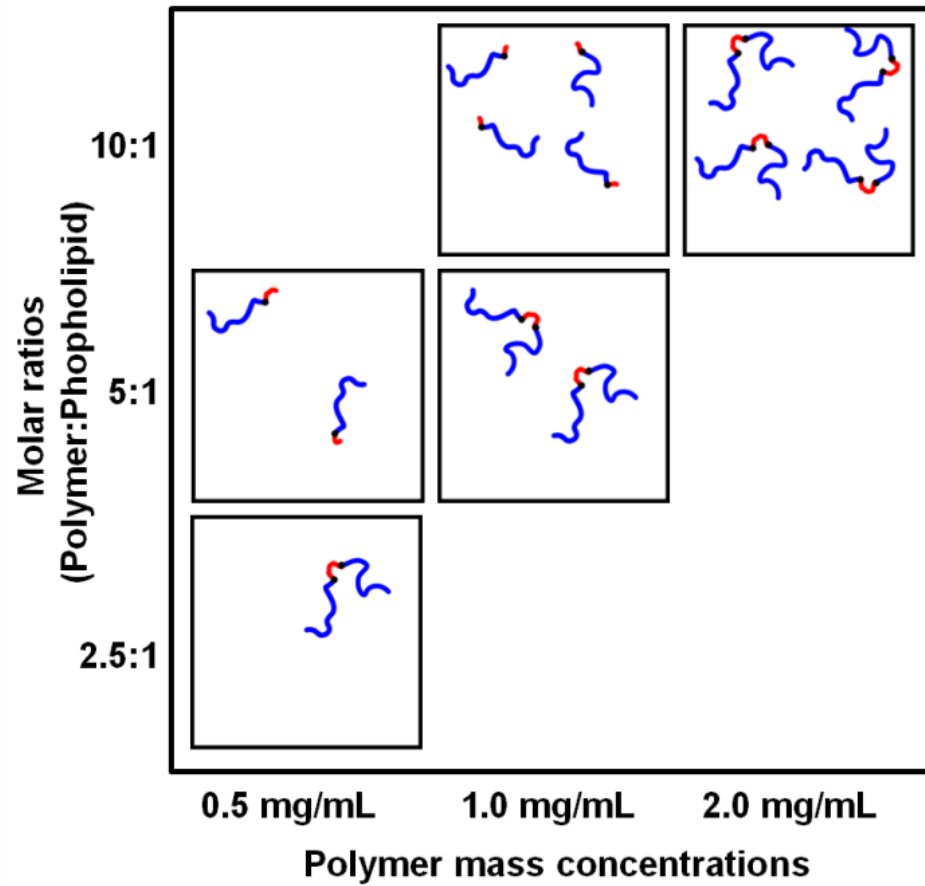 Molar ratios
(Polymer:Phopholipid)
10:1
5:1
2.5:1
0.5 mg/mL
1.0 mg/mL
2.0 mg/mL
Polymer mass concentrations